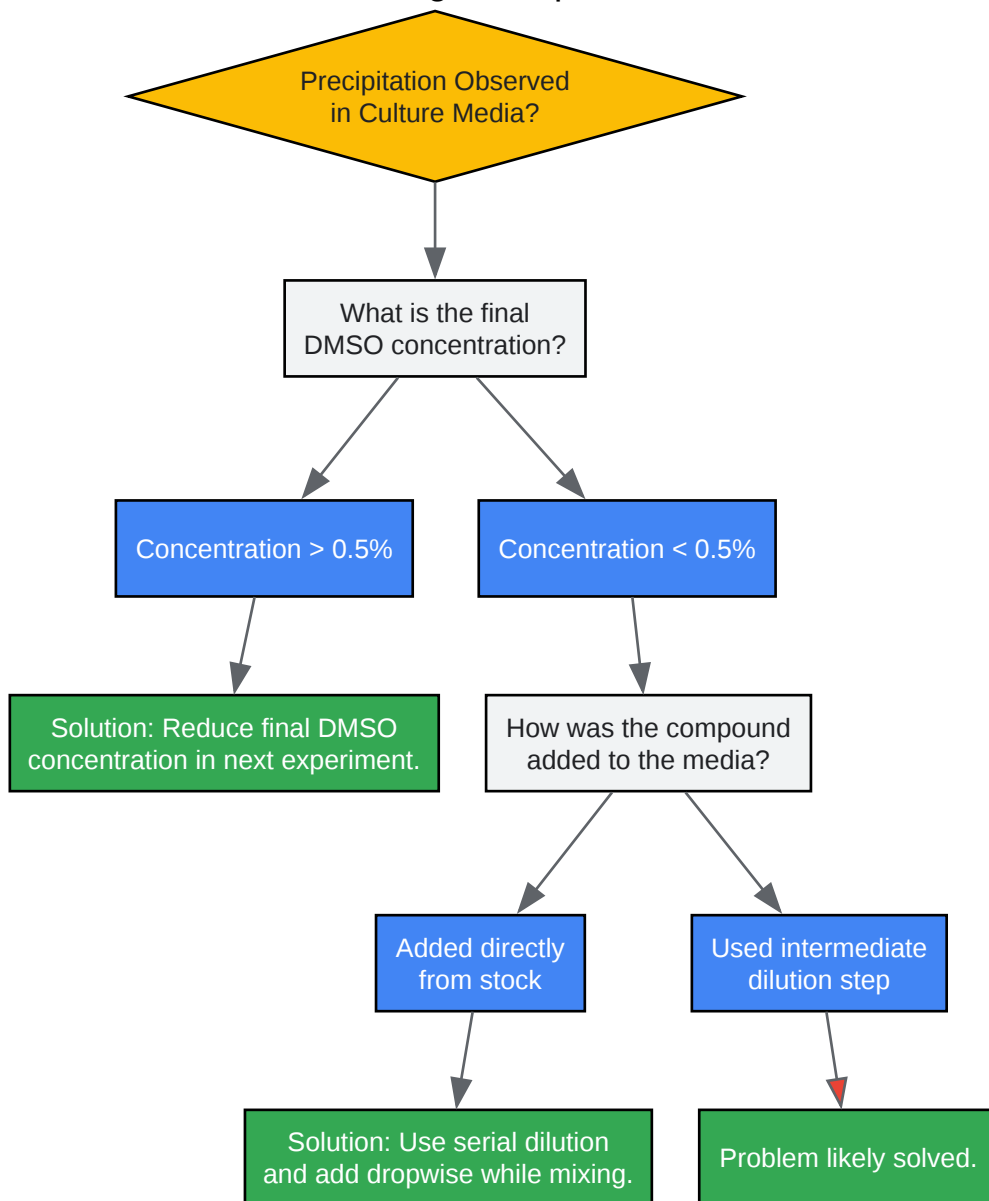 Precipitation Observed
in Culture Media?
What is the final
DMSO concentration?
Concentration > 0.5%
Concentration < 0.5%
Solution: Reduce final DMSO
concentration in next experiment.
How was the compound
added to the media?
Added directly
from stock
Used intermediate
dilution step
Solution: Use serial dilution
and add dropwise while mixing.
Problem likely solved.